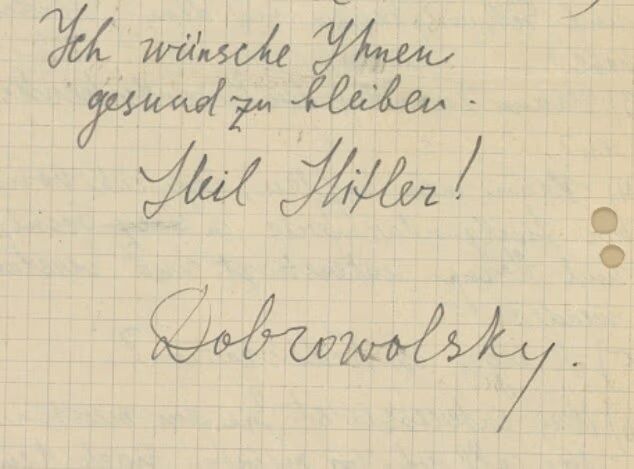 Ich wünsche Ihnen
gesund zu bleiben.
Heil Hitler!
Dobrowolsky.